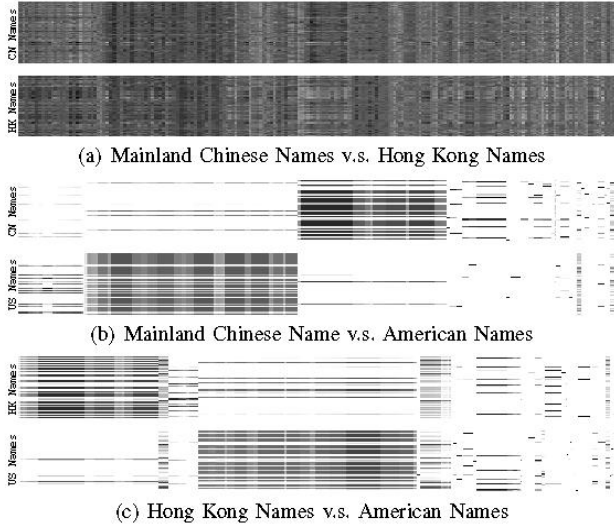 CN Names
HK Names
(a) Mainland Chinese Names v.s. Hong Kong Names
CN Names
US Names
(b) Mainland Chinese Name v.s. American Names
HK Names
US Names
(c) Hong Kong Names v.s. American Names